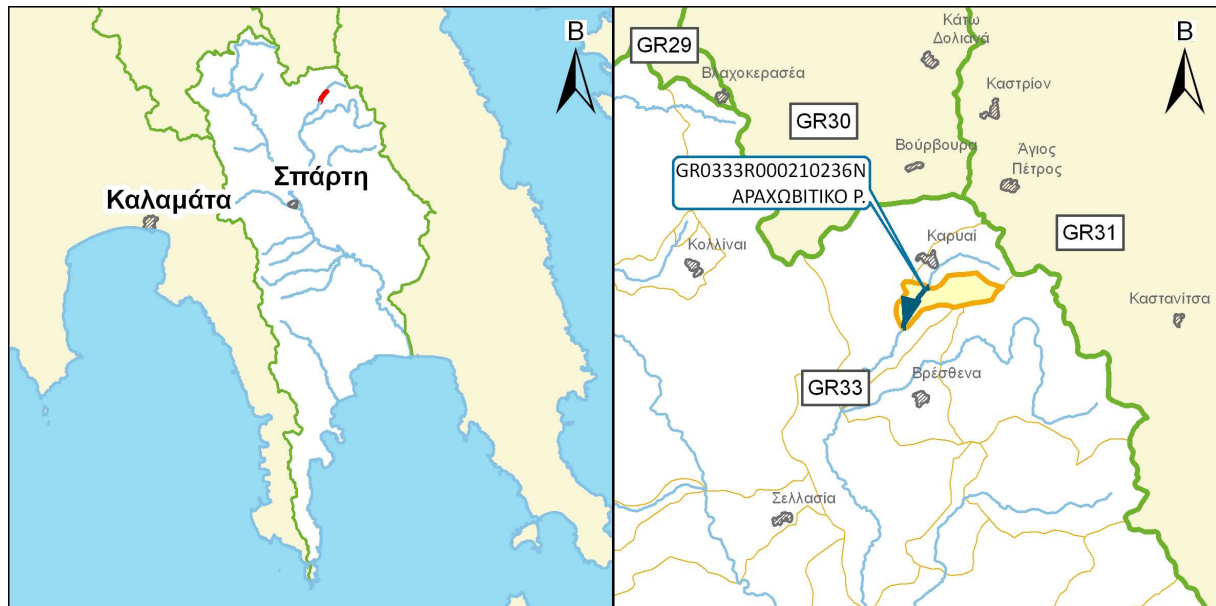 Β
Σπάρτη
Καλαμάτα
Β
GR29
Κάτω
Δολιανά
Βλαχοκερασέα
Καστρίον
GR30
Βούρβουρα
Άγιος
Πέτρος
GR0333R000210236N
ΑΡΑΧΩΒΙΤΙΚΟ Ρ.
GR31
Καρυαί
Κολλίναι
Καστανίτσα
GR33
Βρέσθενα
Σελλασία